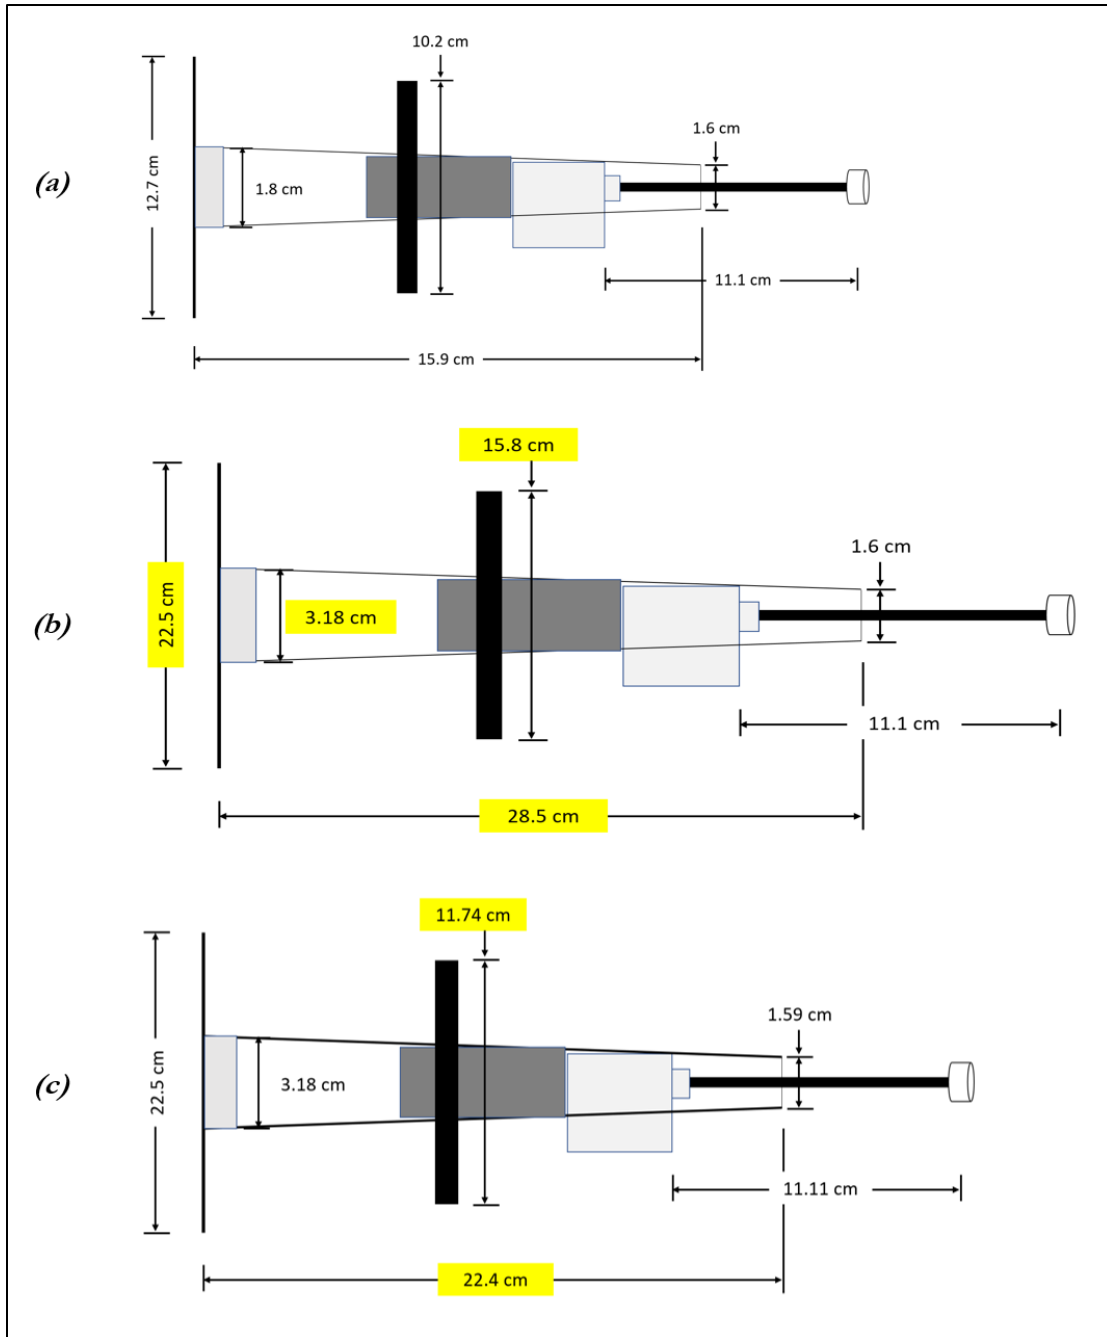 10.2 cm
1.6 cm
(a)
12.7 cm
1.8 cm
11.1 cm
15.9 cm
15.8 cm
1.6 cm
(b)
22.5 cm
3.18 cm
11.1 cm
28.5 cm
11.74 cm
1.59 cm
(c)
22.5 cm
3.18 cm
11.11 cm
22.4 cm